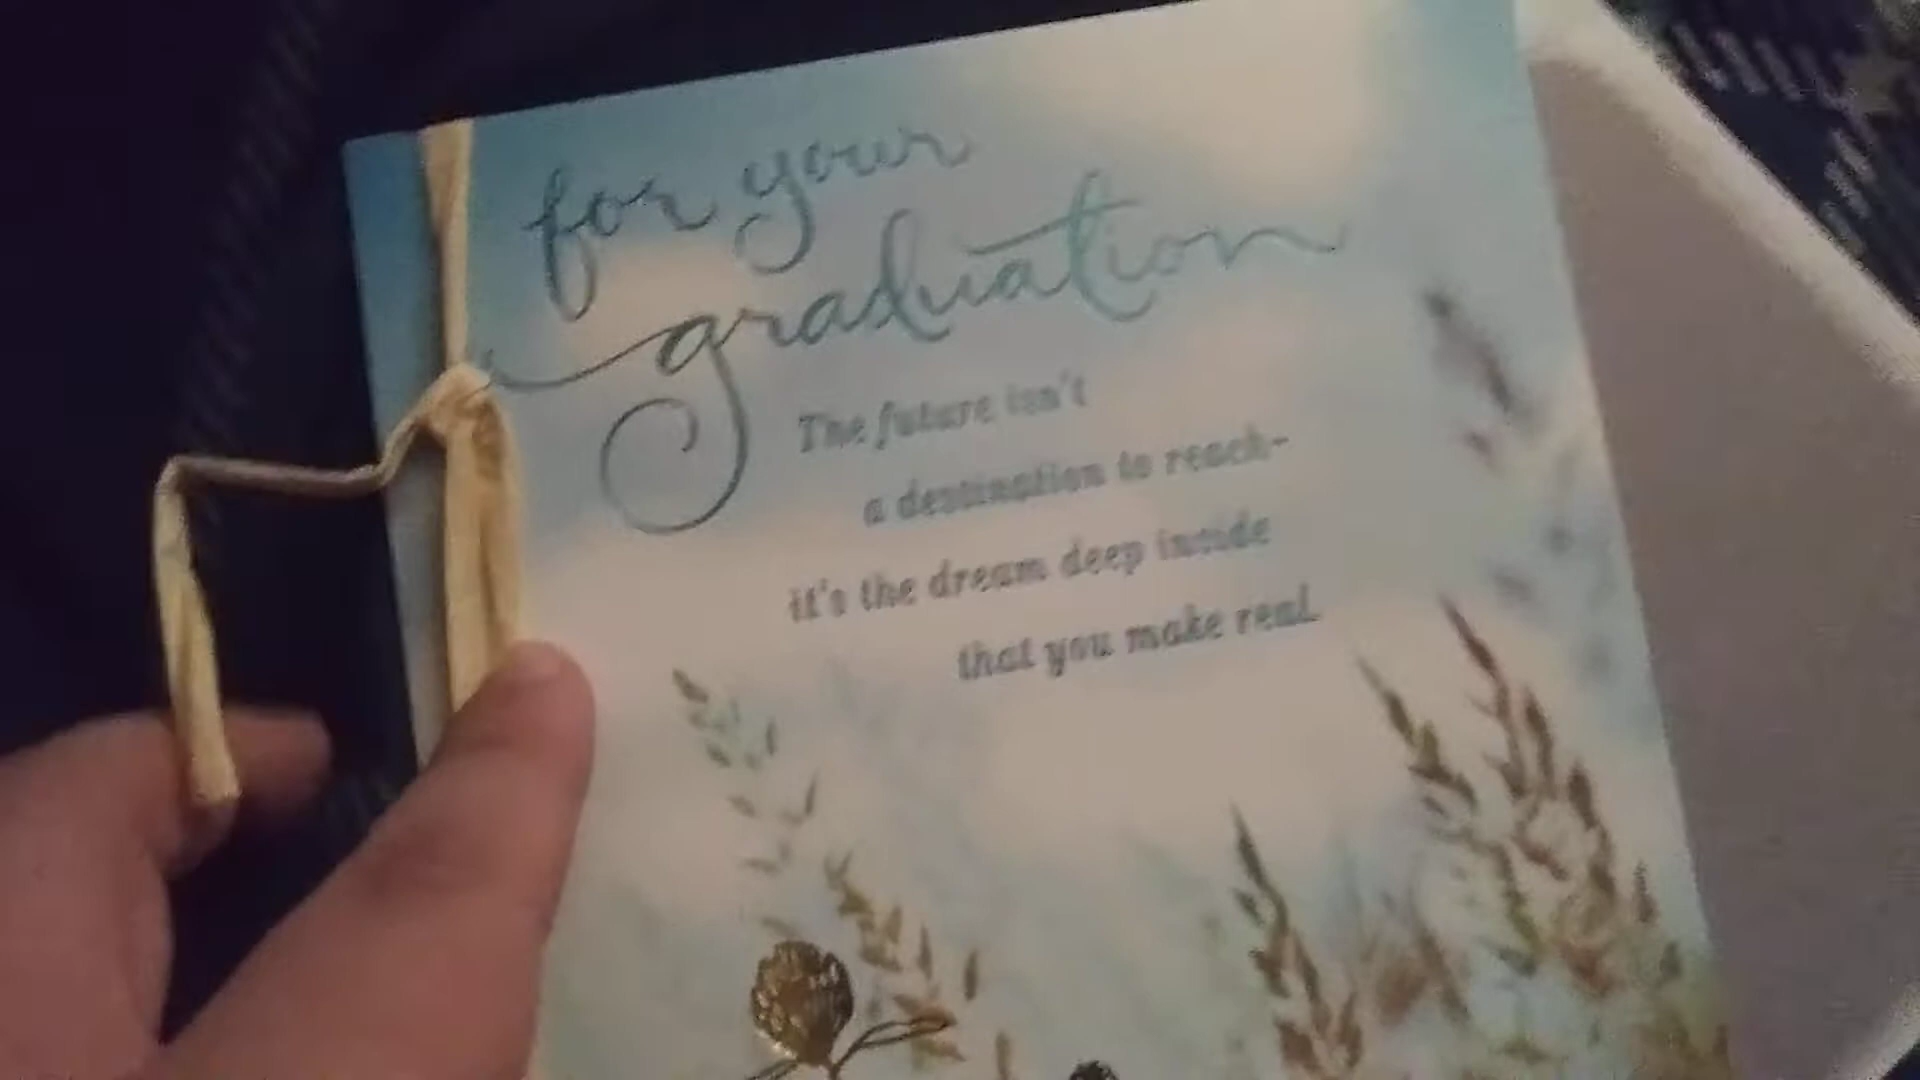 for your
graduation
The future isn't
a destination to reach-
it's the dream deep inside
that you make real.